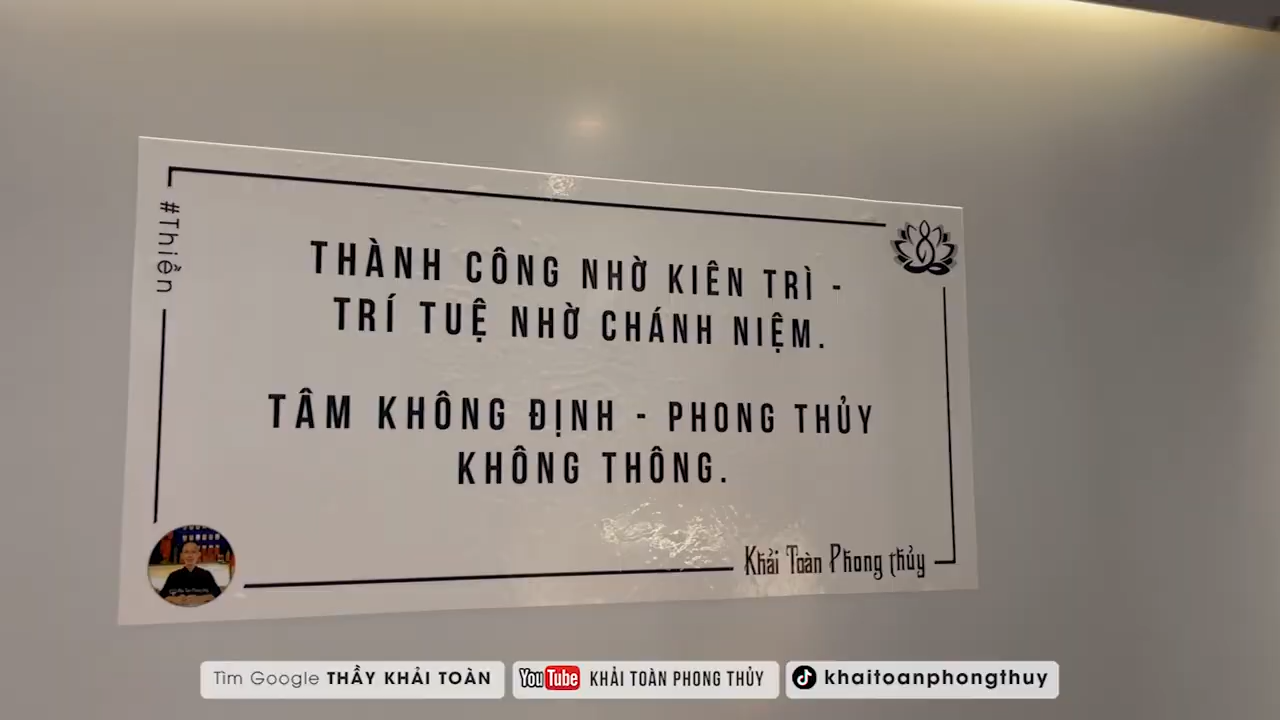 #Thiền
THÀNH CÔNG NHỜ KIÊN TRÌ -
TRÍ TUỆ NHỜ CHÁNH NIỆM.
TÂM KHÔNG ĐỊNH - PHONG THỦY
KHÔNG THÔNG.
Khải Toàn Phong thủy
Tìm Google THẦY KHẢI TOÀN
YouTube KHẢI TOÀN PHONG THỦY
khaitoanphongthuy